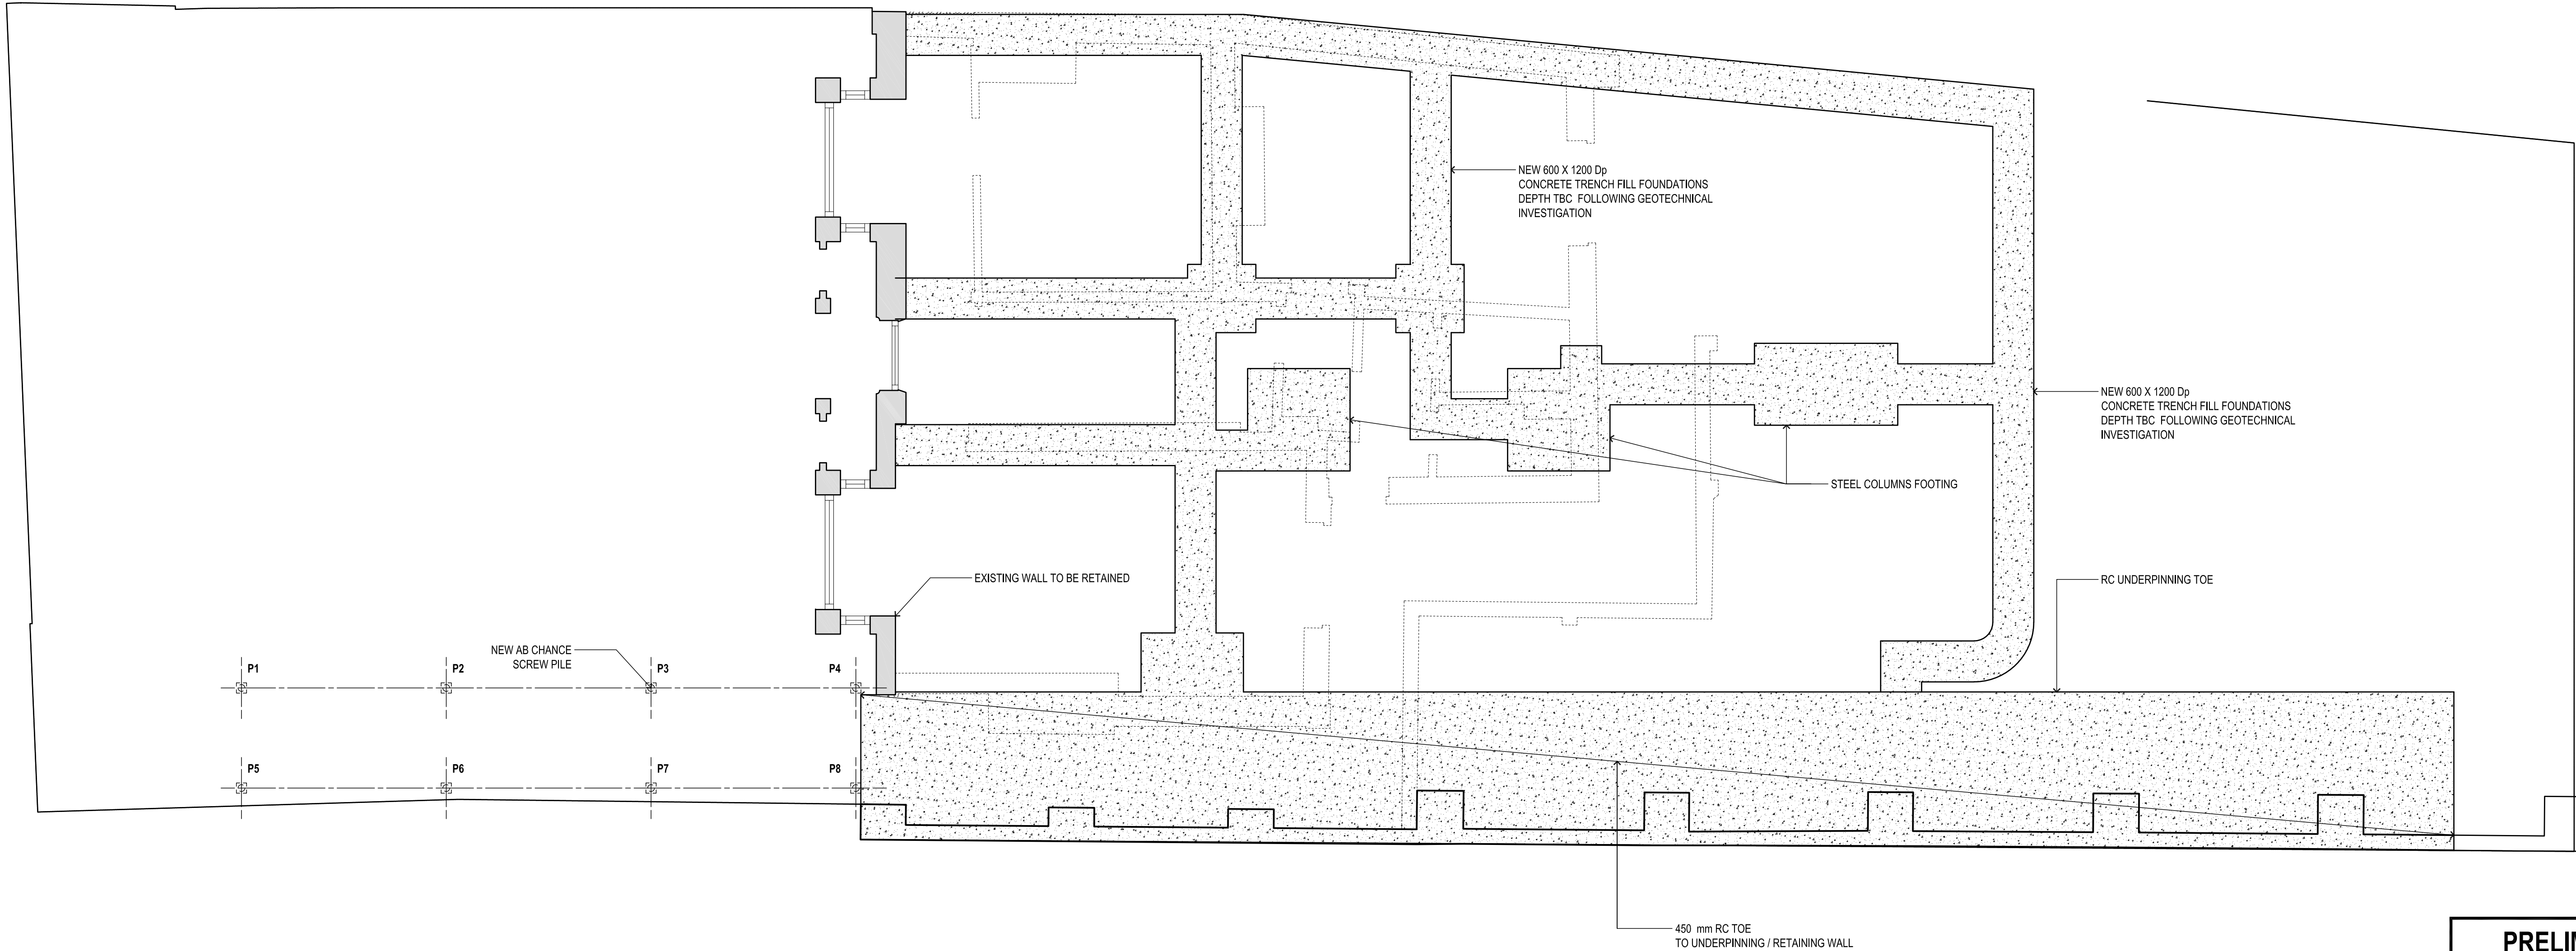 NEW 600 X 1200 Dp
CONCRETE TRENCH FILL FOUNDATIONS
DEPTH TBC FOLLOWING GEOTECHNICAL
INVESTIGATION
NEW 600 X 1200 Dp
CONCRETE TRENCH FILL FOUNDATIONS
DEPTH TBC FOLLOWING GEOTECHNICAL
INVESTIGATION
STEEL COLUMNS FOOTING
EXISTING WALL TO BE RETAINED
RC UNDERPINNING TOE
NEW AB CHANCE
SCREW PILE
P1
P2
P3
P4
P5
P6
P7
P8
450 mm RC TOE
TO UNDERPINNING / RETAINING WALL